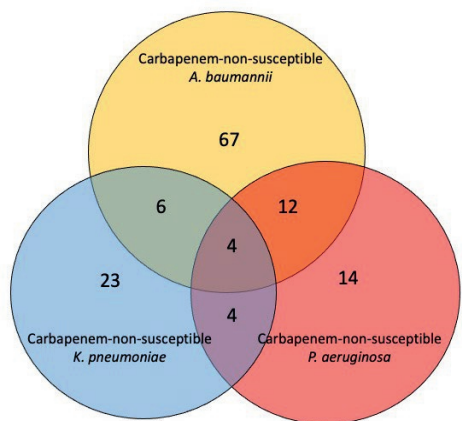 Carbapenem-non-susceptible
A. baumannii
67
6
12
4
23
14
4
Carbapenem-non-susceptible
K. pneumoniae
Carbapenem-non-susceptible
P. aeruginosa